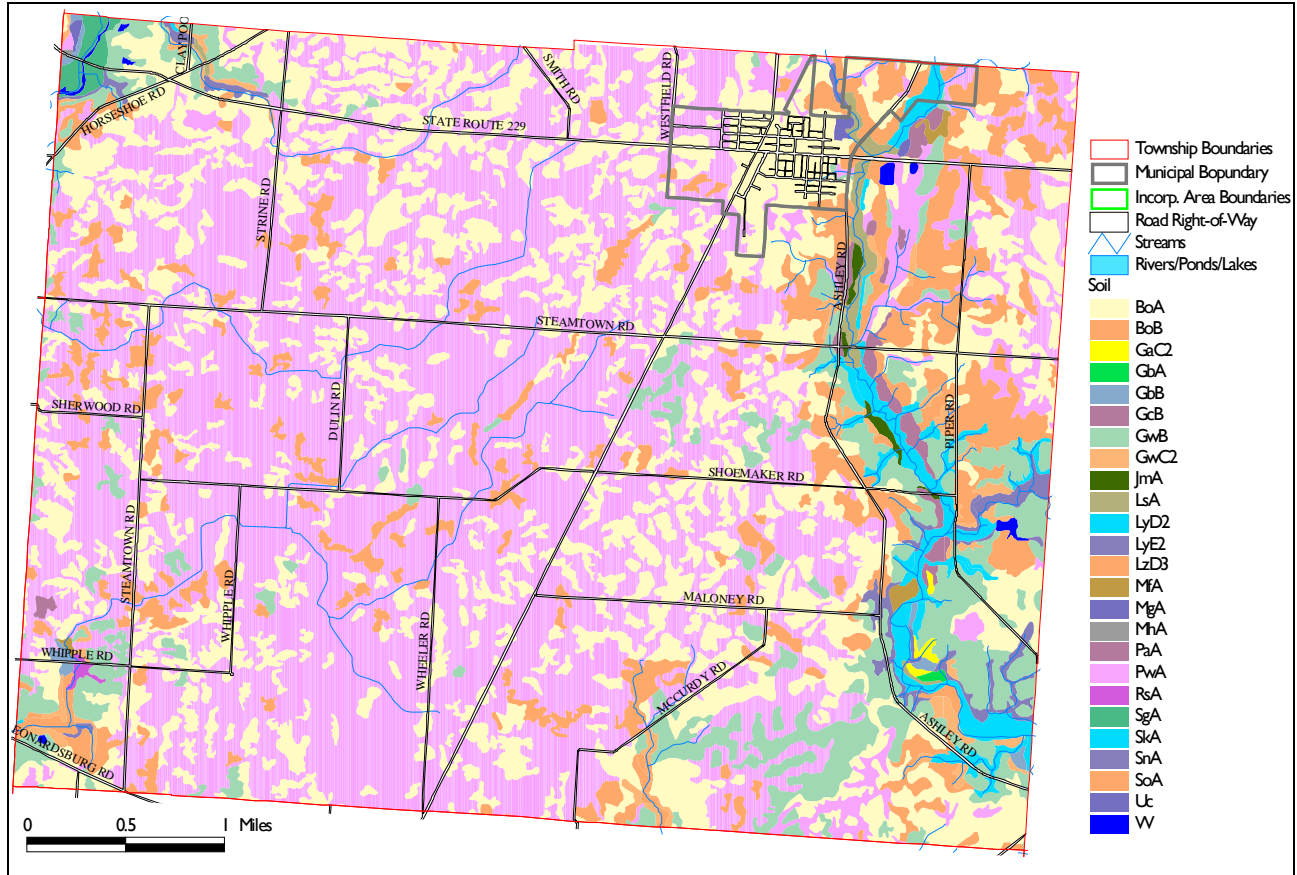 CLAYPOO
SMITH RD
WESTFIELD RD
HORSESHOE RD
STATE ROUTE 229
STRINE RD
ASHLEY RD
STEAMTOWN RD
SHERWOOD RD
DULIN RD
PIPER RD
SHOEMAKER RD
STEAMTOWN RD
WHIPPLE RD
MALONEY RD
WHEELER RD
WHIPPLE RD
MCCURDY RD
EONARDSBURG RD
ASHLEY RD
0 0.5 1 Miles
Township Boundaries
Municipal Bopundary
Incorp. Area Boundaries
Road Right-of-Way
Streams
Rivers/Ponds/Lakes
Soil
BoA
BoB
GaC2
GbA
GbB
GcB
GwB
GwC2
JmA
LsA
LyD2
LyE2
LzD3
MfA
MgA
MhA
PaA
PwA
RsA
SgA
SkA
SnA
SoA
Uc
W